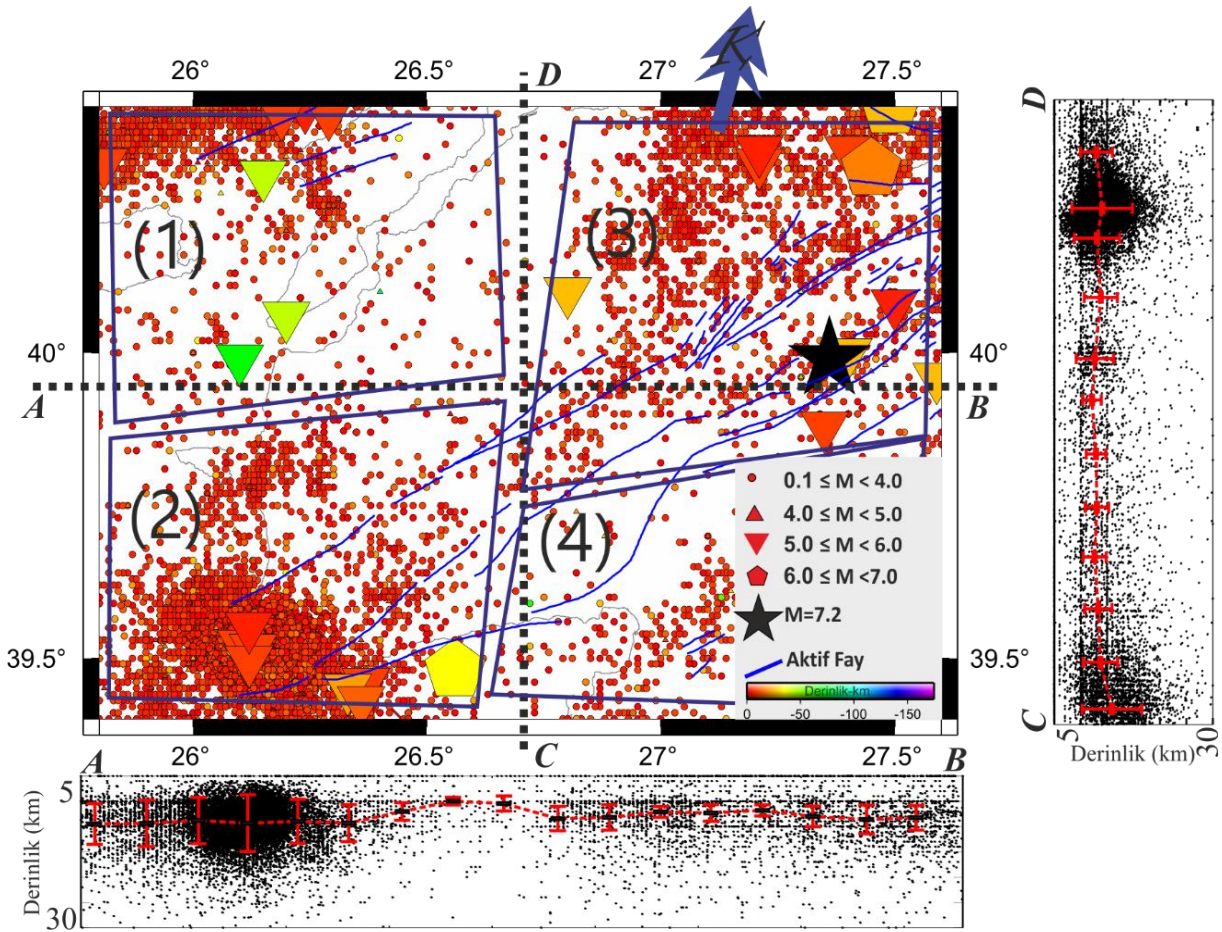 K
26° 26.5° D 27° 27.5°
D
(1)
(3)
40° 40°
A B
0.1 ≤ M < 4.0
(2)
(4)
4.0 ≤ M < 5.0
5.0 ≤ M < 6.0
6.0 ≤ M <7.0
M=7.2
39.5° 39.5°
Aktif Fay
Derinlik-km
0 -50 -100 -150
C
5 30
Derinlik (km)
A 26° 26.5° C 27° 27.5° B
5
Derinlik (km)
30